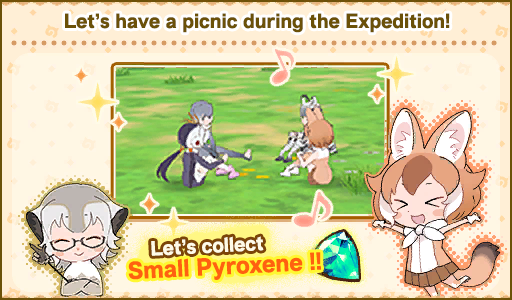 Let's have a picnic during the Expedition!
Let's collect
Small Pyroxene !!